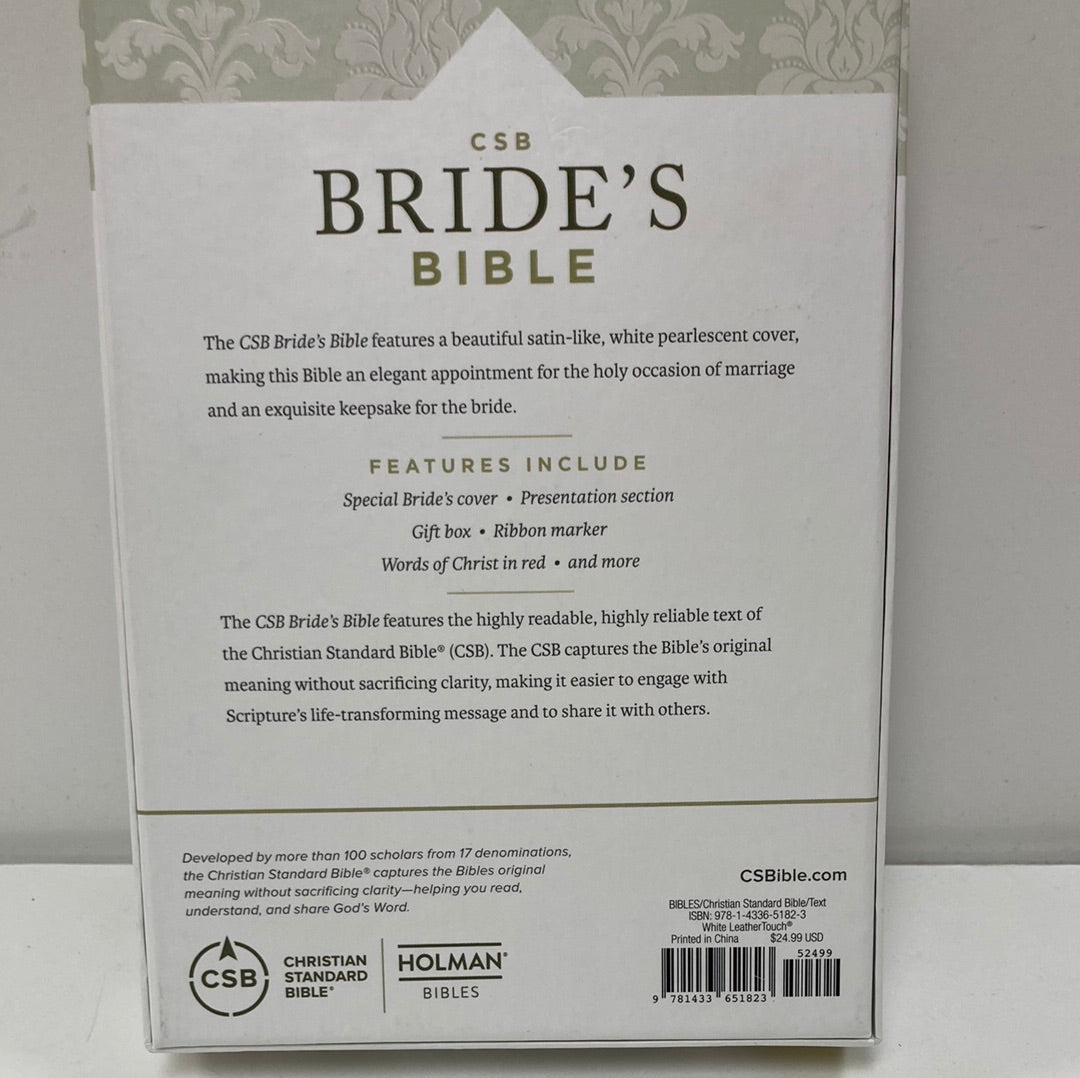 CSB
BRIDE’S
BIBLE
The CSB Bride’s Bible features a beautiful satin-like, white pearlescent cover,
making this Bible an elegant appointment for the holy occasion of marriage
and an exquisite keepsake for the bride.
FEATURES INCLUDE
Special Bride’s cover • Presentation section
Gift box • Ribbon marker
Words of Christ in red • and more
The CSB Bride’s Bible features the highly readable, highly reliable text of
the Christian Standard Bible® (CSB). The CSB captures the Bible’s original
meaning without sacrificing clarity, making it easier to engage with
Scripture’s life-transforming message and to share it with others.
Developed by more than 100 scholars from 17 denominations,
the Christian Standard Bible® captures the Bibles original
meaning without sacrificing clarity—helping you read,
understand, and share God’s Word.
CSB
CHRISTIAN
STANDARD
BIBLE®
HOLMAN®
BIBLES
CSBible.com
BIBLES/Christian Standard Bible/Text
ISBN: 978-1-4336-5182-3
White LeatherTouch®
Printed in China $24.99 USD
52499
9 781433 651823